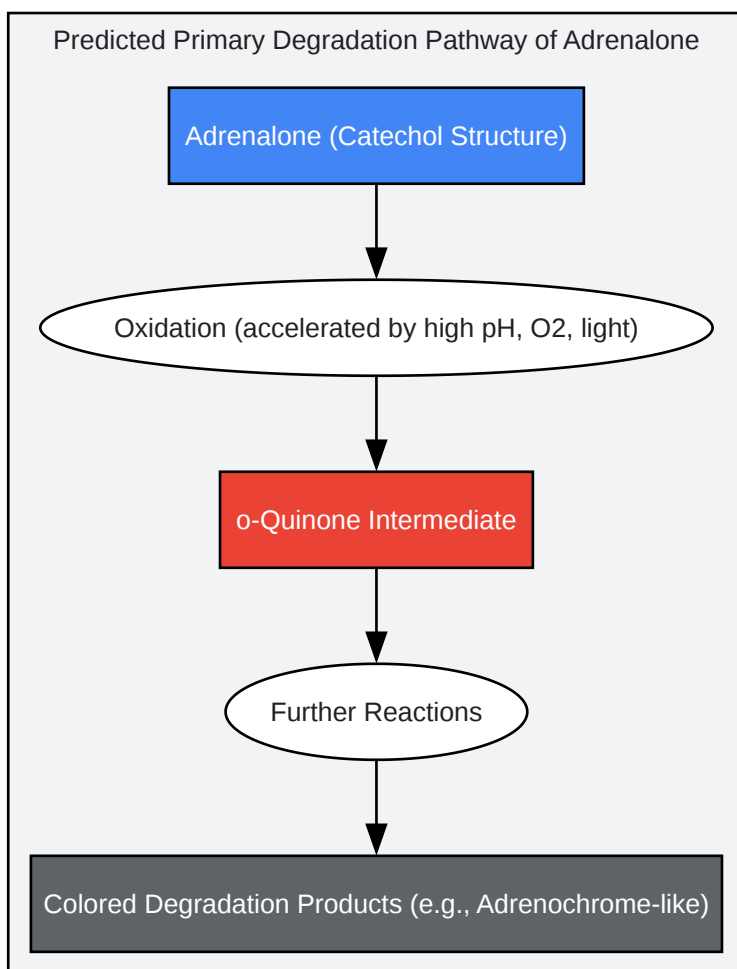 Predicted Primary Degradation Pathway of Adrenalone
Adrenalone (Catechol Structure)
Oxidation (accelerated by high pH, O2, light)
o-Quinone Intermediate
Further Reactions
Colored Degradation Products (e.g., Adrenochrome-like)